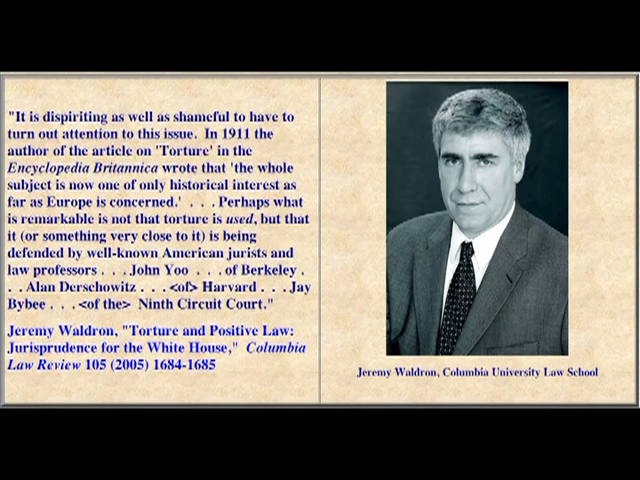 "It is dispiriting as well as shameful to have to
turn out attention to this issue.  In 1911 the
author of the article on 'Torture' in the
Encyclopedia Britannica wrote that 'the whole
subject is now one of only historical interest as
far as Europe is concerned.'  . . . Perhaps what
is remarkable is not that torture is used, but that
it (or something very close to it) is being
defended by well-known American jurists and
law professors . . . John Yoo  . . . of Berkeley .
. . Alan Derschowitz . . . <of> Harvard . . . Jay
Bybee . . . <of the>  Ninth Circuit Court."
Jeremy Waldron, "Torture and Positive Law:
Jurisprudence for the White House,"  Columbia
Law Review 105 (2005) 1684-1685
Jeremy Waldron, Columbia University Law School